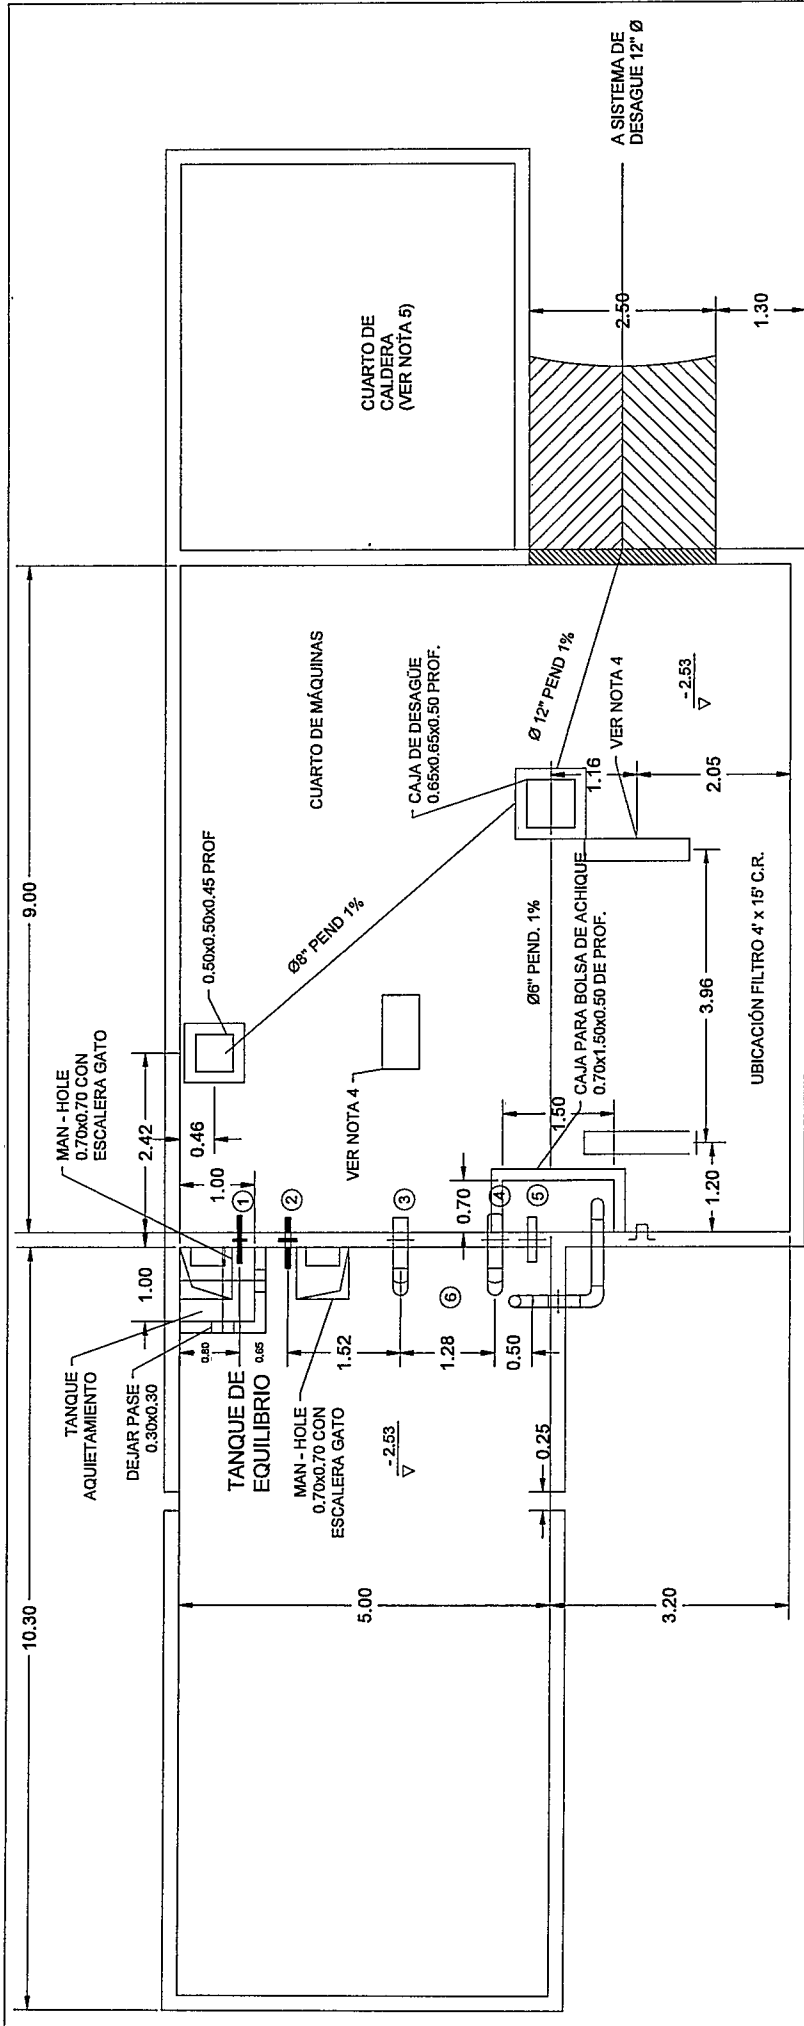 10.30
9.00
TANQUE
AQUIETAMIENTO
DEJAR PASE
0.30x0.30
1.00
MAN - HOLE
0.70x0.70 CON
ESCALERA GATO
2.42
0.46
1.00
0.50x0.50x0.45 PROF
CUARTO DE MÁQUINAS
Ø8" PEND 1%
CUARTO DE
CALDERA
(VER NOTA 5)
0.80
0.65
TANQUE DE
EQUILIBRIO
MAN - HOLE
0.70x0.70 CON
ESCALERA GATO
1
2
3
4
5
6
VER NOTA 4
CAJA DE DESAGÜE
0.65x0.65x0.50 PROF.
1.52
1.28
0.50
-2.53
0.70
1.50
Ø6" PEND. 1%
CAJA PARA BOLSA DE ACHIQUE
0.70x1.50x0.50 DE PROF.
Ø 12" PEND 1%
1.16
VER NOTA 4
2.05
-2.53
0.25
5.00
3.20
1.20
3.96
UBICACIÓN FILTRO 4' x 15' C.R.
2.50
1.30
A SISTEMA DE
DESAGUE 12" Ø